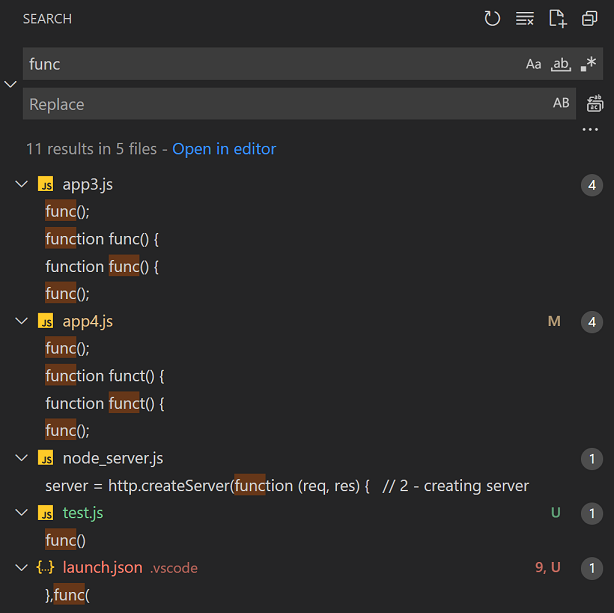 SEARCH
func Aa ab *
Replace AB
11 results in 5 files - Open in editor
JS app3.js 4
func();
function func() {
function func() {
func();
JS app4.js M 4
func();
function funct() {
function funct() {
func();
JS node_server.js 1
server = http.createServer(function (req, res) { // 2 - creating server
JS test.js U 1
func()
{..} launch.json .vscode 9, U 1
},func(